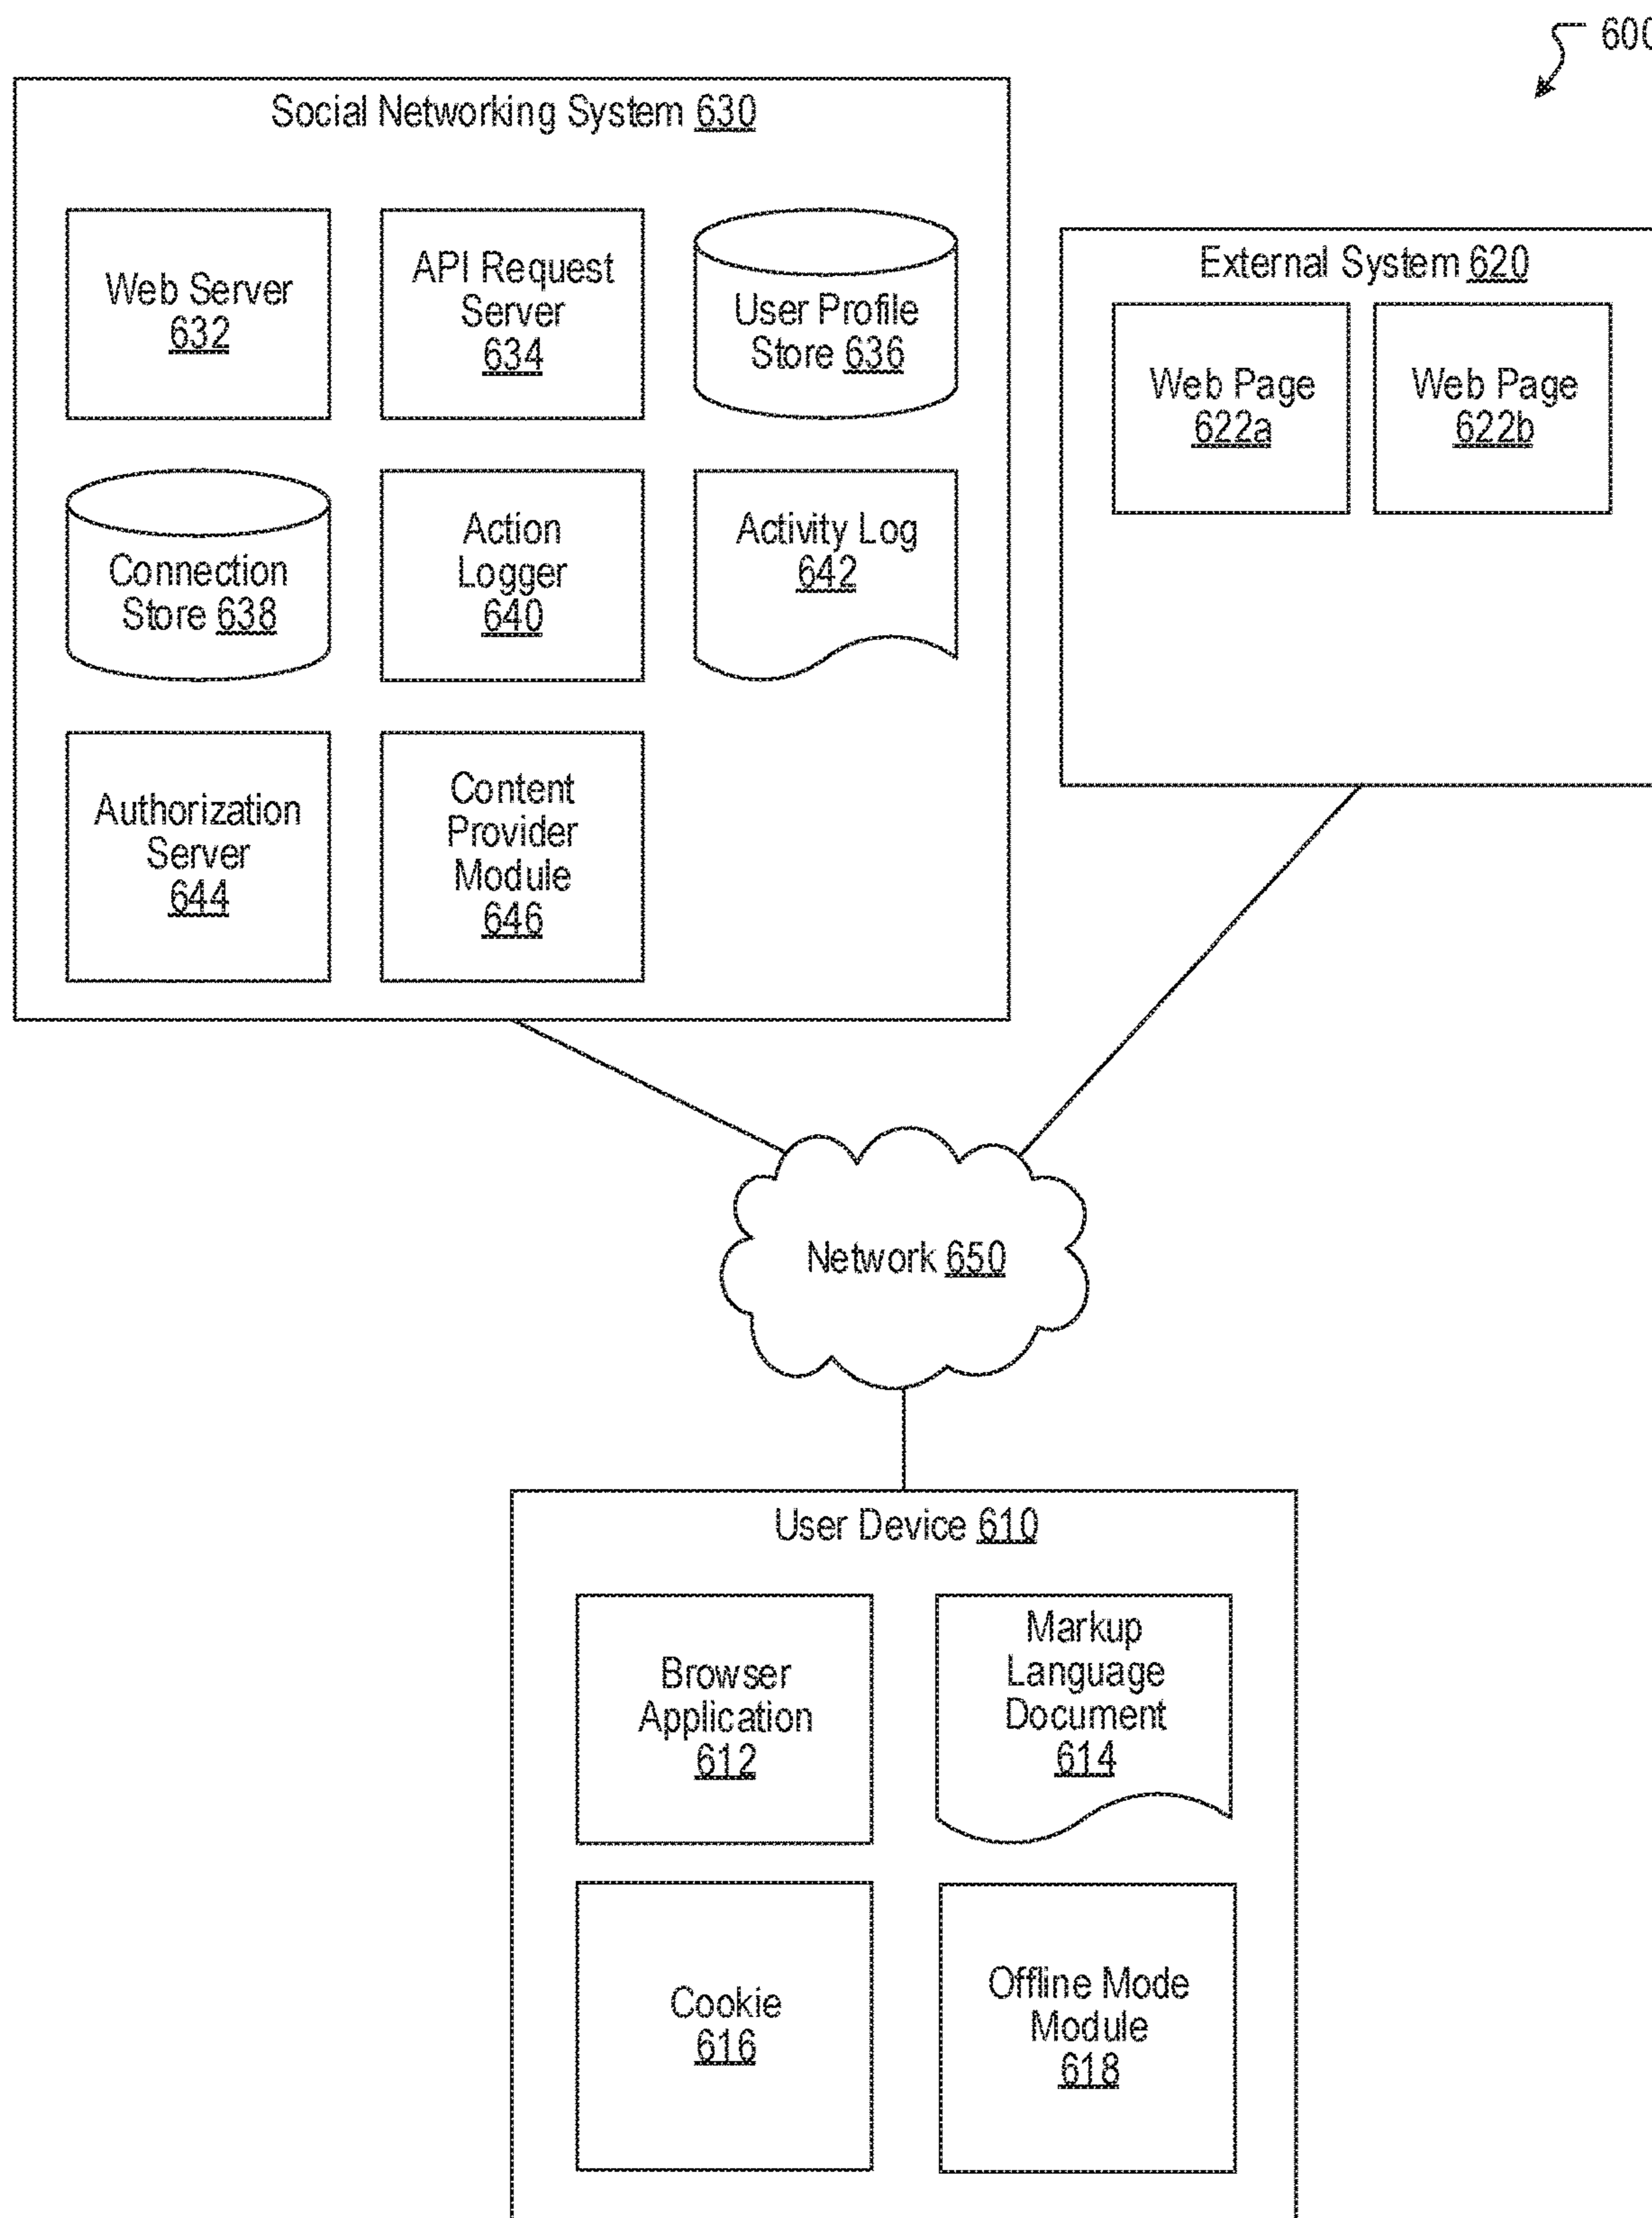 600
Social Networking System 630
Web Server
632
API Request
Server
634
User Profile
Store 636
External System 620
Web Page
622a
Web Page
622b
Connection
Store 638
Action
Logger
640
Activity Log
642
Authorization
Server
644
Content
Provider
Module
646
Network 650
User Device 610
Browser
Application
612
Markup
Language
Document
614
Cookie
616
Offline Mode
Module
618